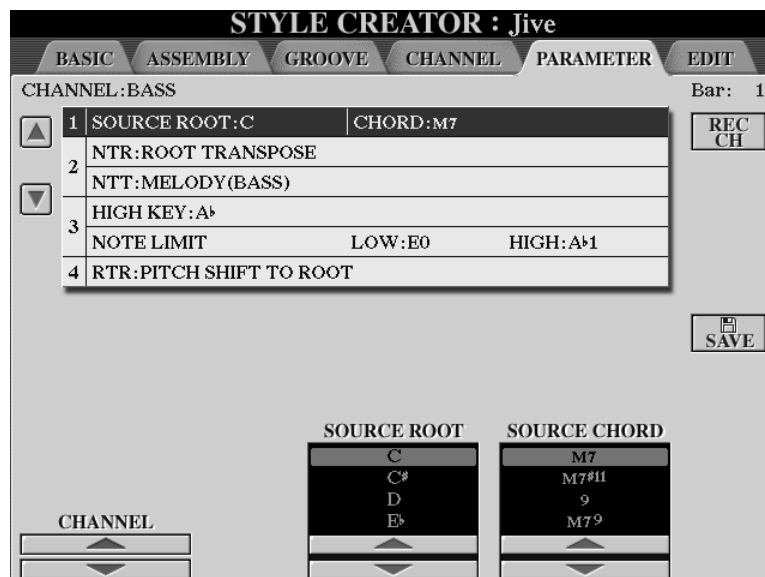 STYLE CREATOR : Jive
BASIC ASSEMBLY GROOVE CHANNEL PARAMETER EDIT
CHANNEL:BASS Bar: 1
1 SOURCE ROOT:C CHORD:M7
REC CH
2 NTR:ROOT TRANSPOSE
NTT:MELODY(BASS)
3 HIGH KEY:A♭
NOTE LIMIT LOW:E0 HIGH:A♭1
4 RTR:PITCH SHIFT TO ROOT
SAVE
SOURCE ROOT SOURCE CHORD
C M7
C♯ M7♯11
D 9
E♭ M79
CHANNEL